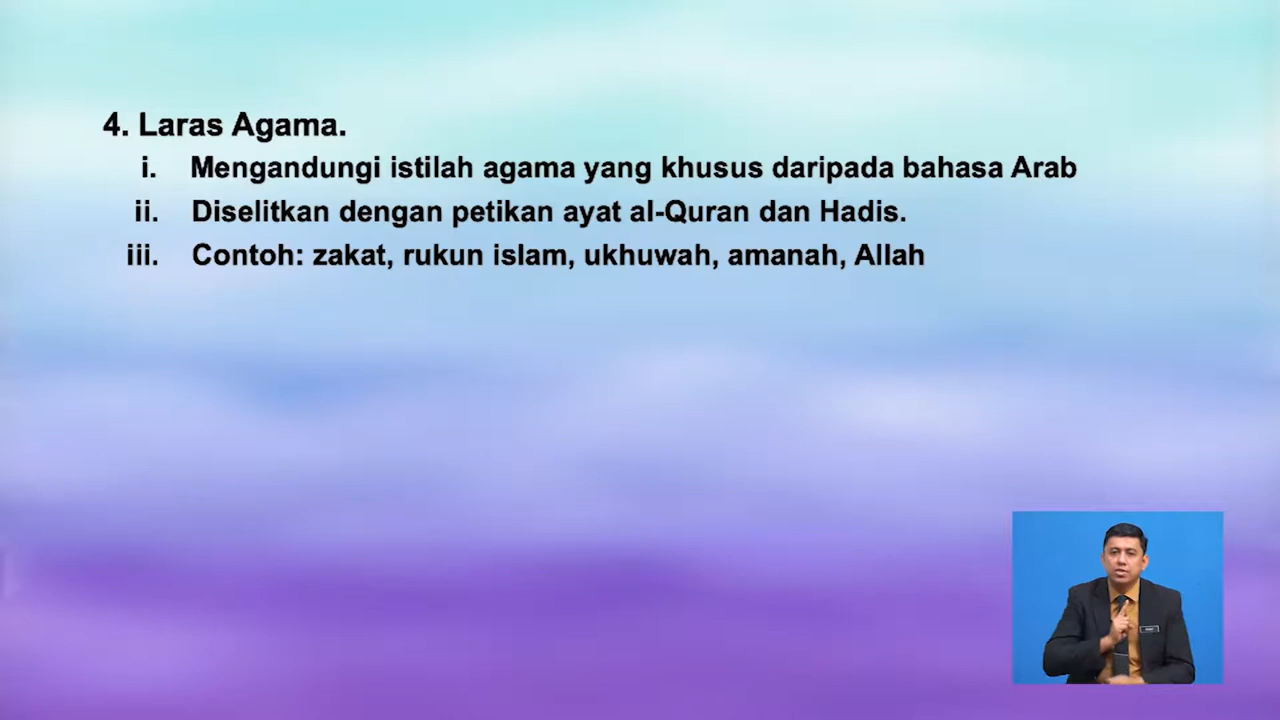 4. Laras Agama.
i. Mengandungi istilah agama yang khusus daripada bahasa Arab
ii. Diselitkan dengan petikan ayat al-Quran dan Hadis.
iii. Contoh: zakat, rukun islam, ukhuwah, amanah, Allah